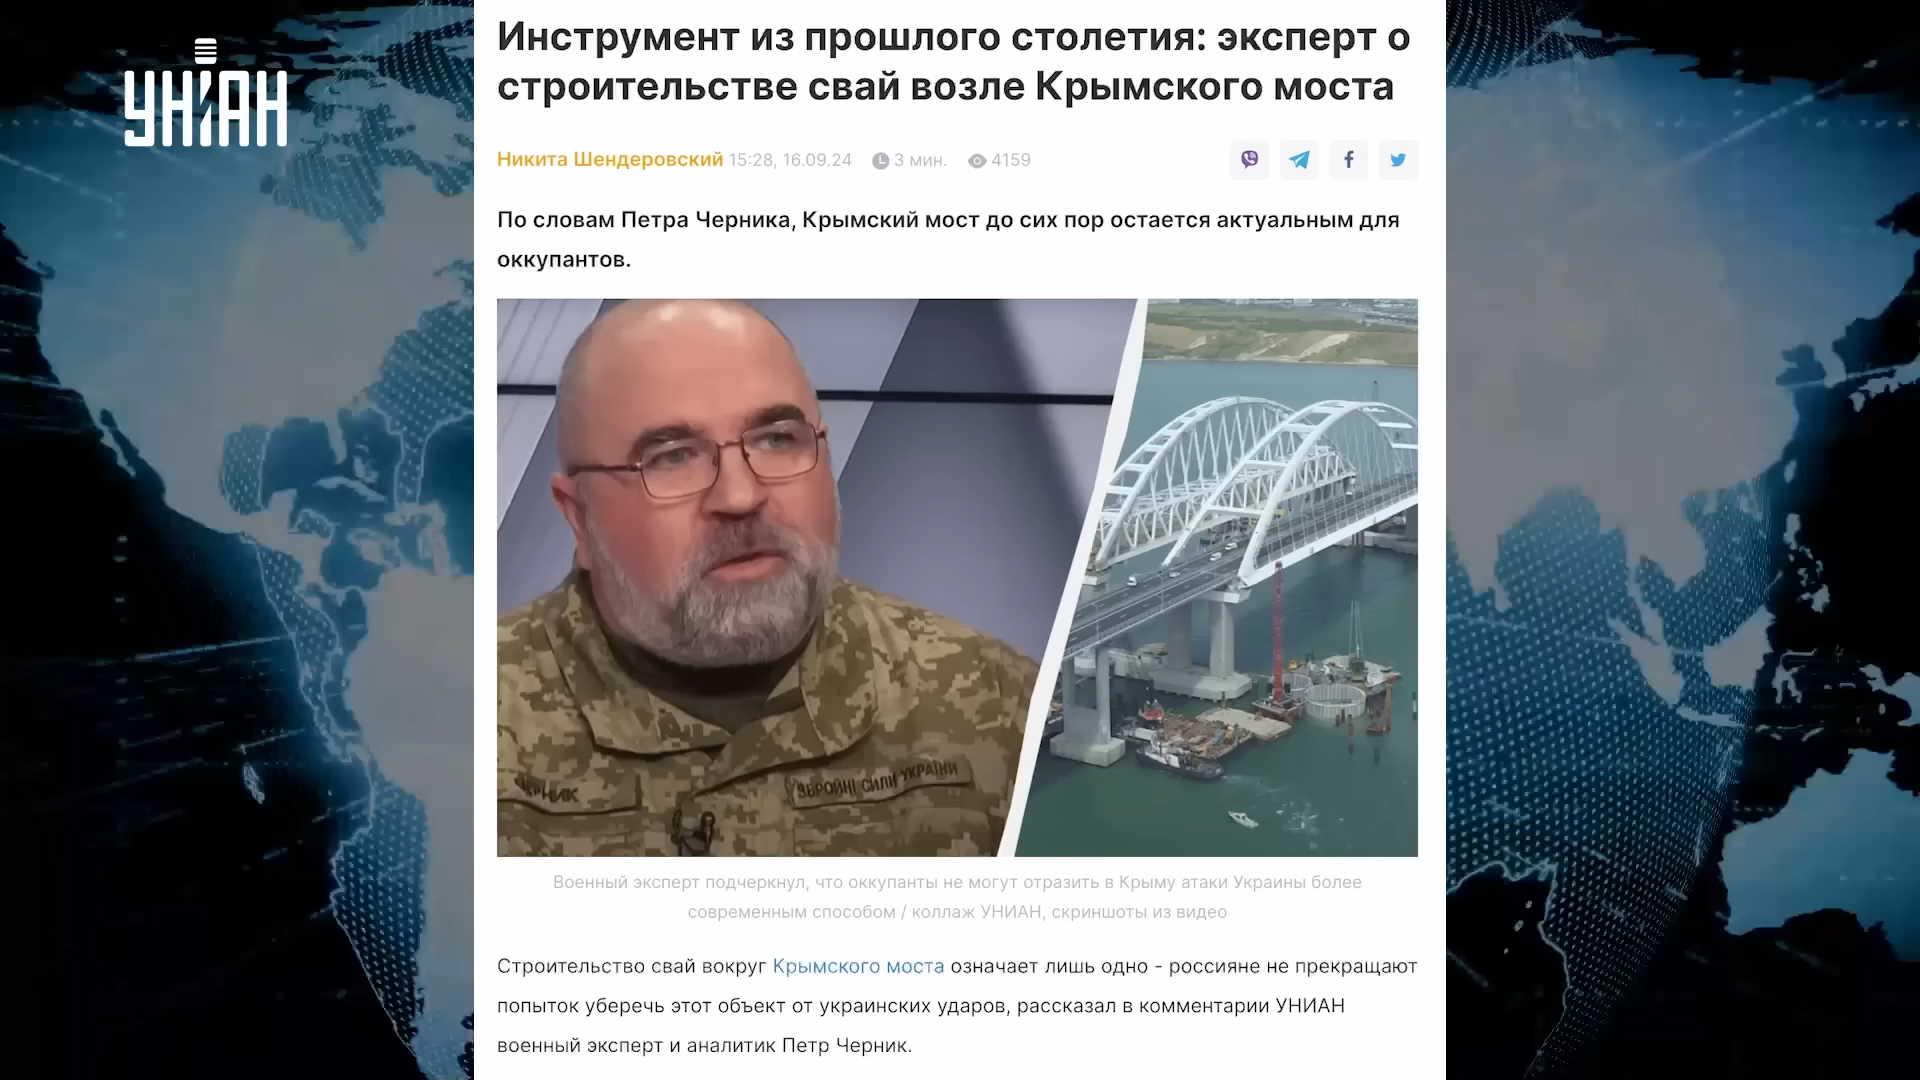 УНІАН
Инструмент из прошлого столетия: эксперт о
строительстве свай возле Крымского моста
Никита Шендеровский 15:28, 16.09.24 3 мин. 4159
По словам Петра Черника, Крымский мост до сих пор остается актуальным для
оккупантов.
ЧЕРНИК
ЗБРОЙНІ СИЛИ УКРАЇНИ
Военный эксперт подчеркнул, что оккупанты не могут отразить в Крыму атаки Украины более
современным способом / коллаж УНИАН, скриншоты из видео
Строительство свай вокруг Крымского моста означает лишь одно - россияне не прекращают
попыток уберечь этот объект от украинских ударов, рассказал в комментарии УНИАН
военный эксперт и аналитик Петр Черник.